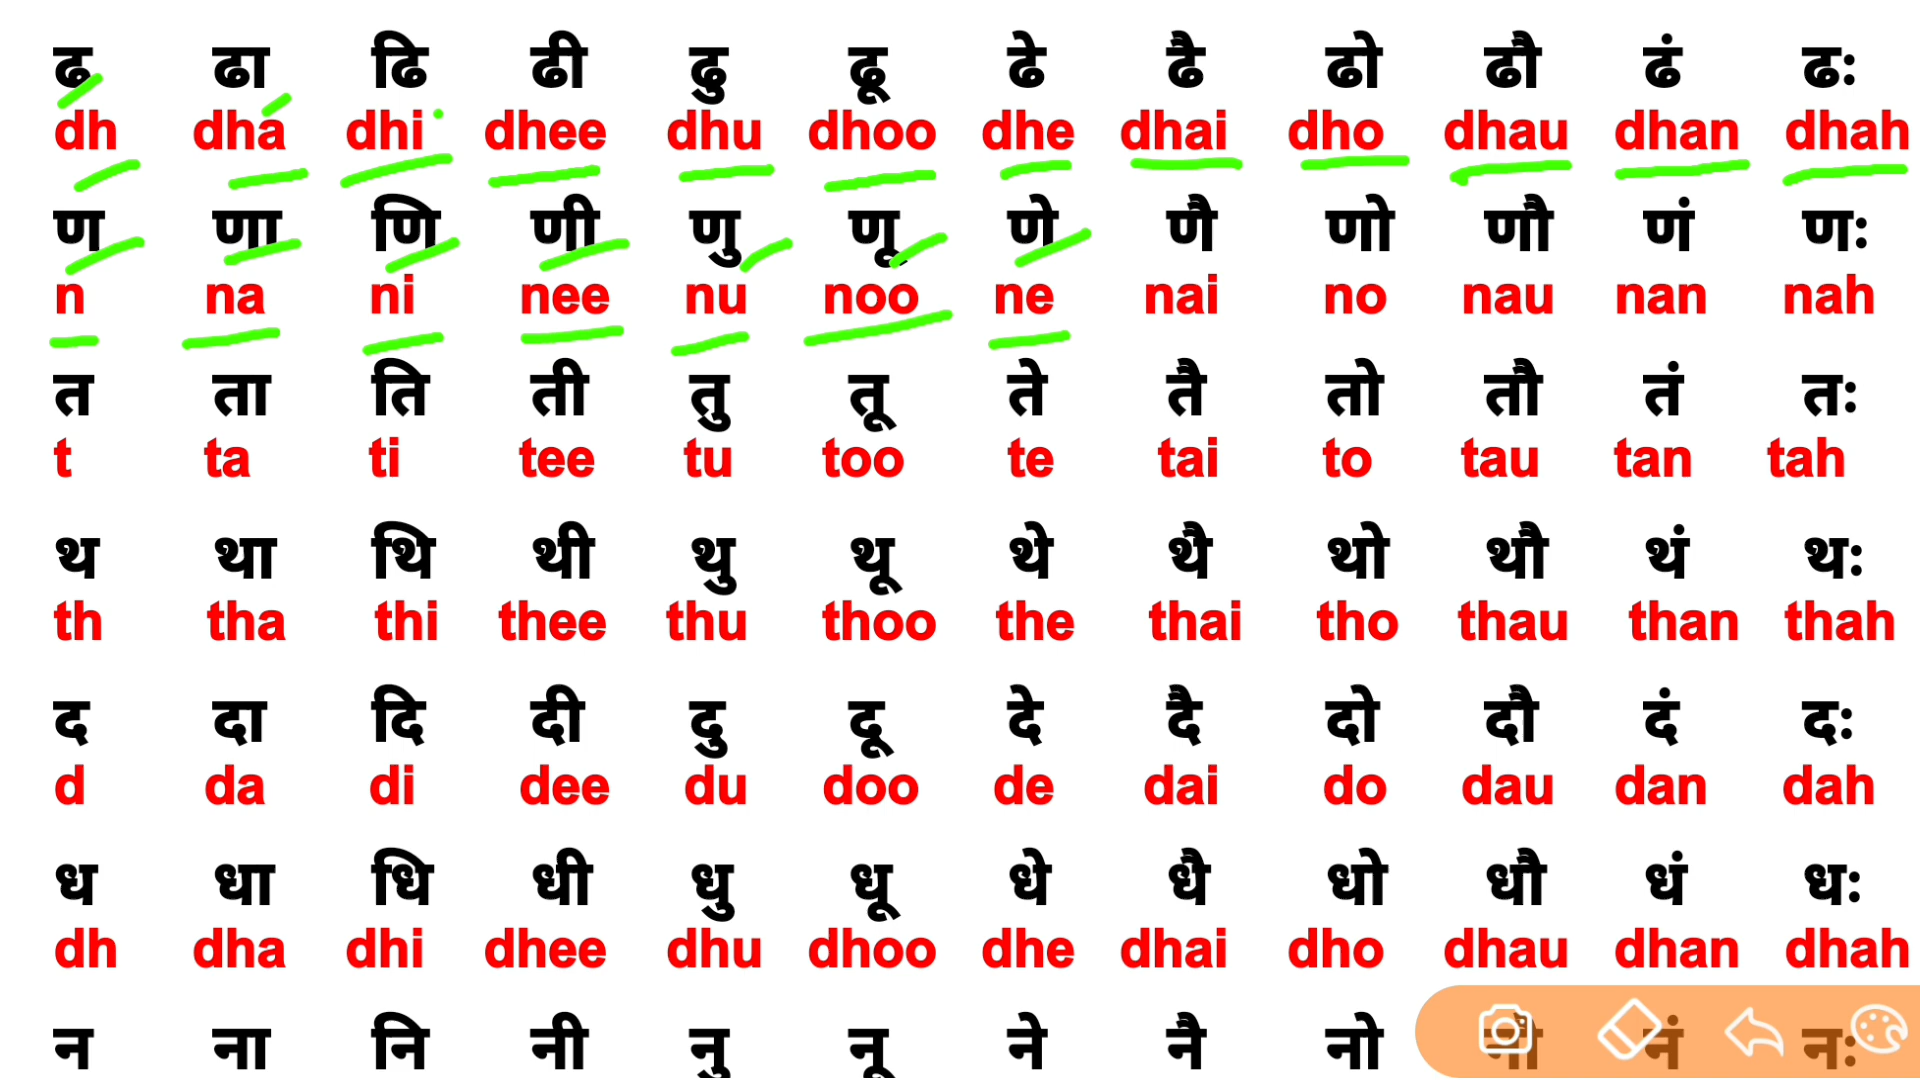 ढ ढा ढि ढी ढु ढू ढे ढै ढो ढौ ढं ढः
dh dha dhi dhee dhu dhoo dhe dhai dho dhau dhan dhah
ण णा णि णी णु णू णे णै णो णौ णं णः
n na ni nee nu noo ne nai no nau nan nah
त ता ति ती तु तू ते तै तो तौ तं तः
t ta ti tee tu too te tai to tau tan tah
थ था थि थी थु थू थे थै थो थौ थं थः
th tha thi thee thu thoo the thai tho thau than thah
द दा दि दी दु दू दे दै दो दौ दं दः
d da di dee du doo de dai do dau dan dah
ध धा धि धी धु धू धे धै धो धौ धं धः
dh dha dhi dhee dhu dhoo dhe dhai dho dhau dhan dhah
न ना नि नी नु नू ने नै नो नौ नं नः